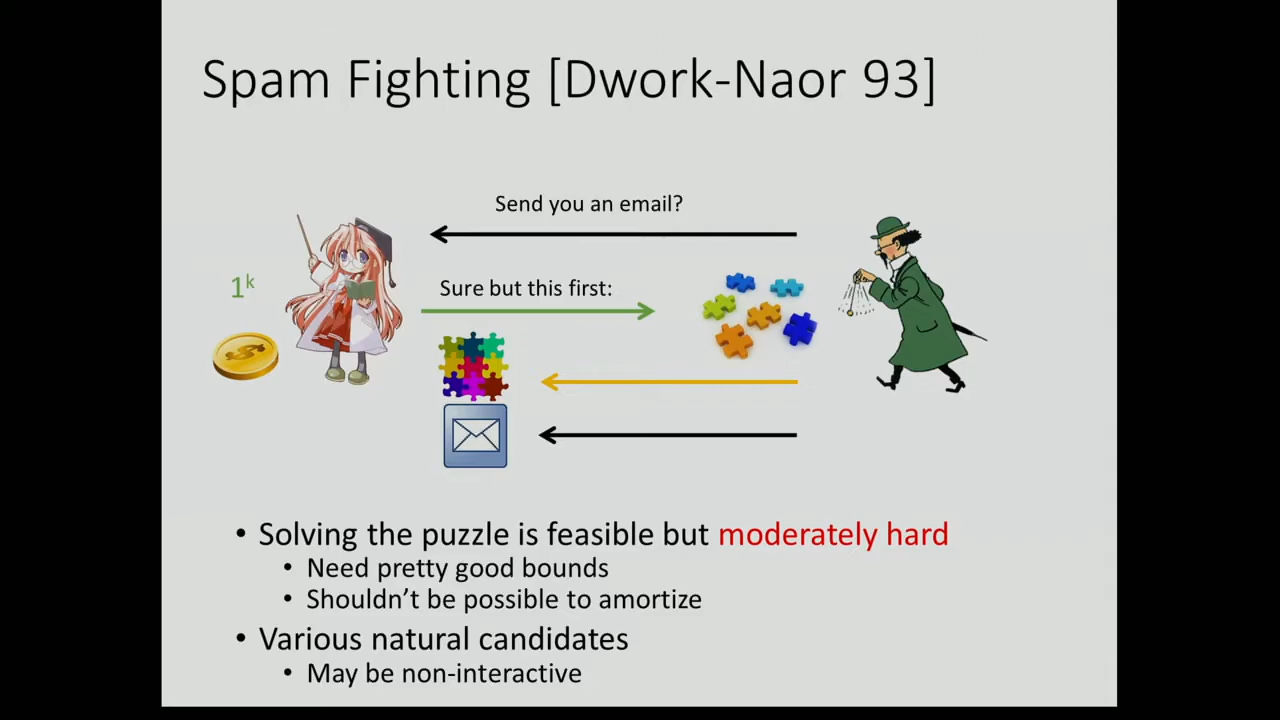 Spam Fighting [Dwork-Naor 93]
Send you an email?
1ᵏ
Sure but this first:
$
• Solving the puzzle is feasible but moderately hard
• Need pretty good bounds
• Shouldn't be possible to amortize
• Various natural candidates
• May be non-interactive